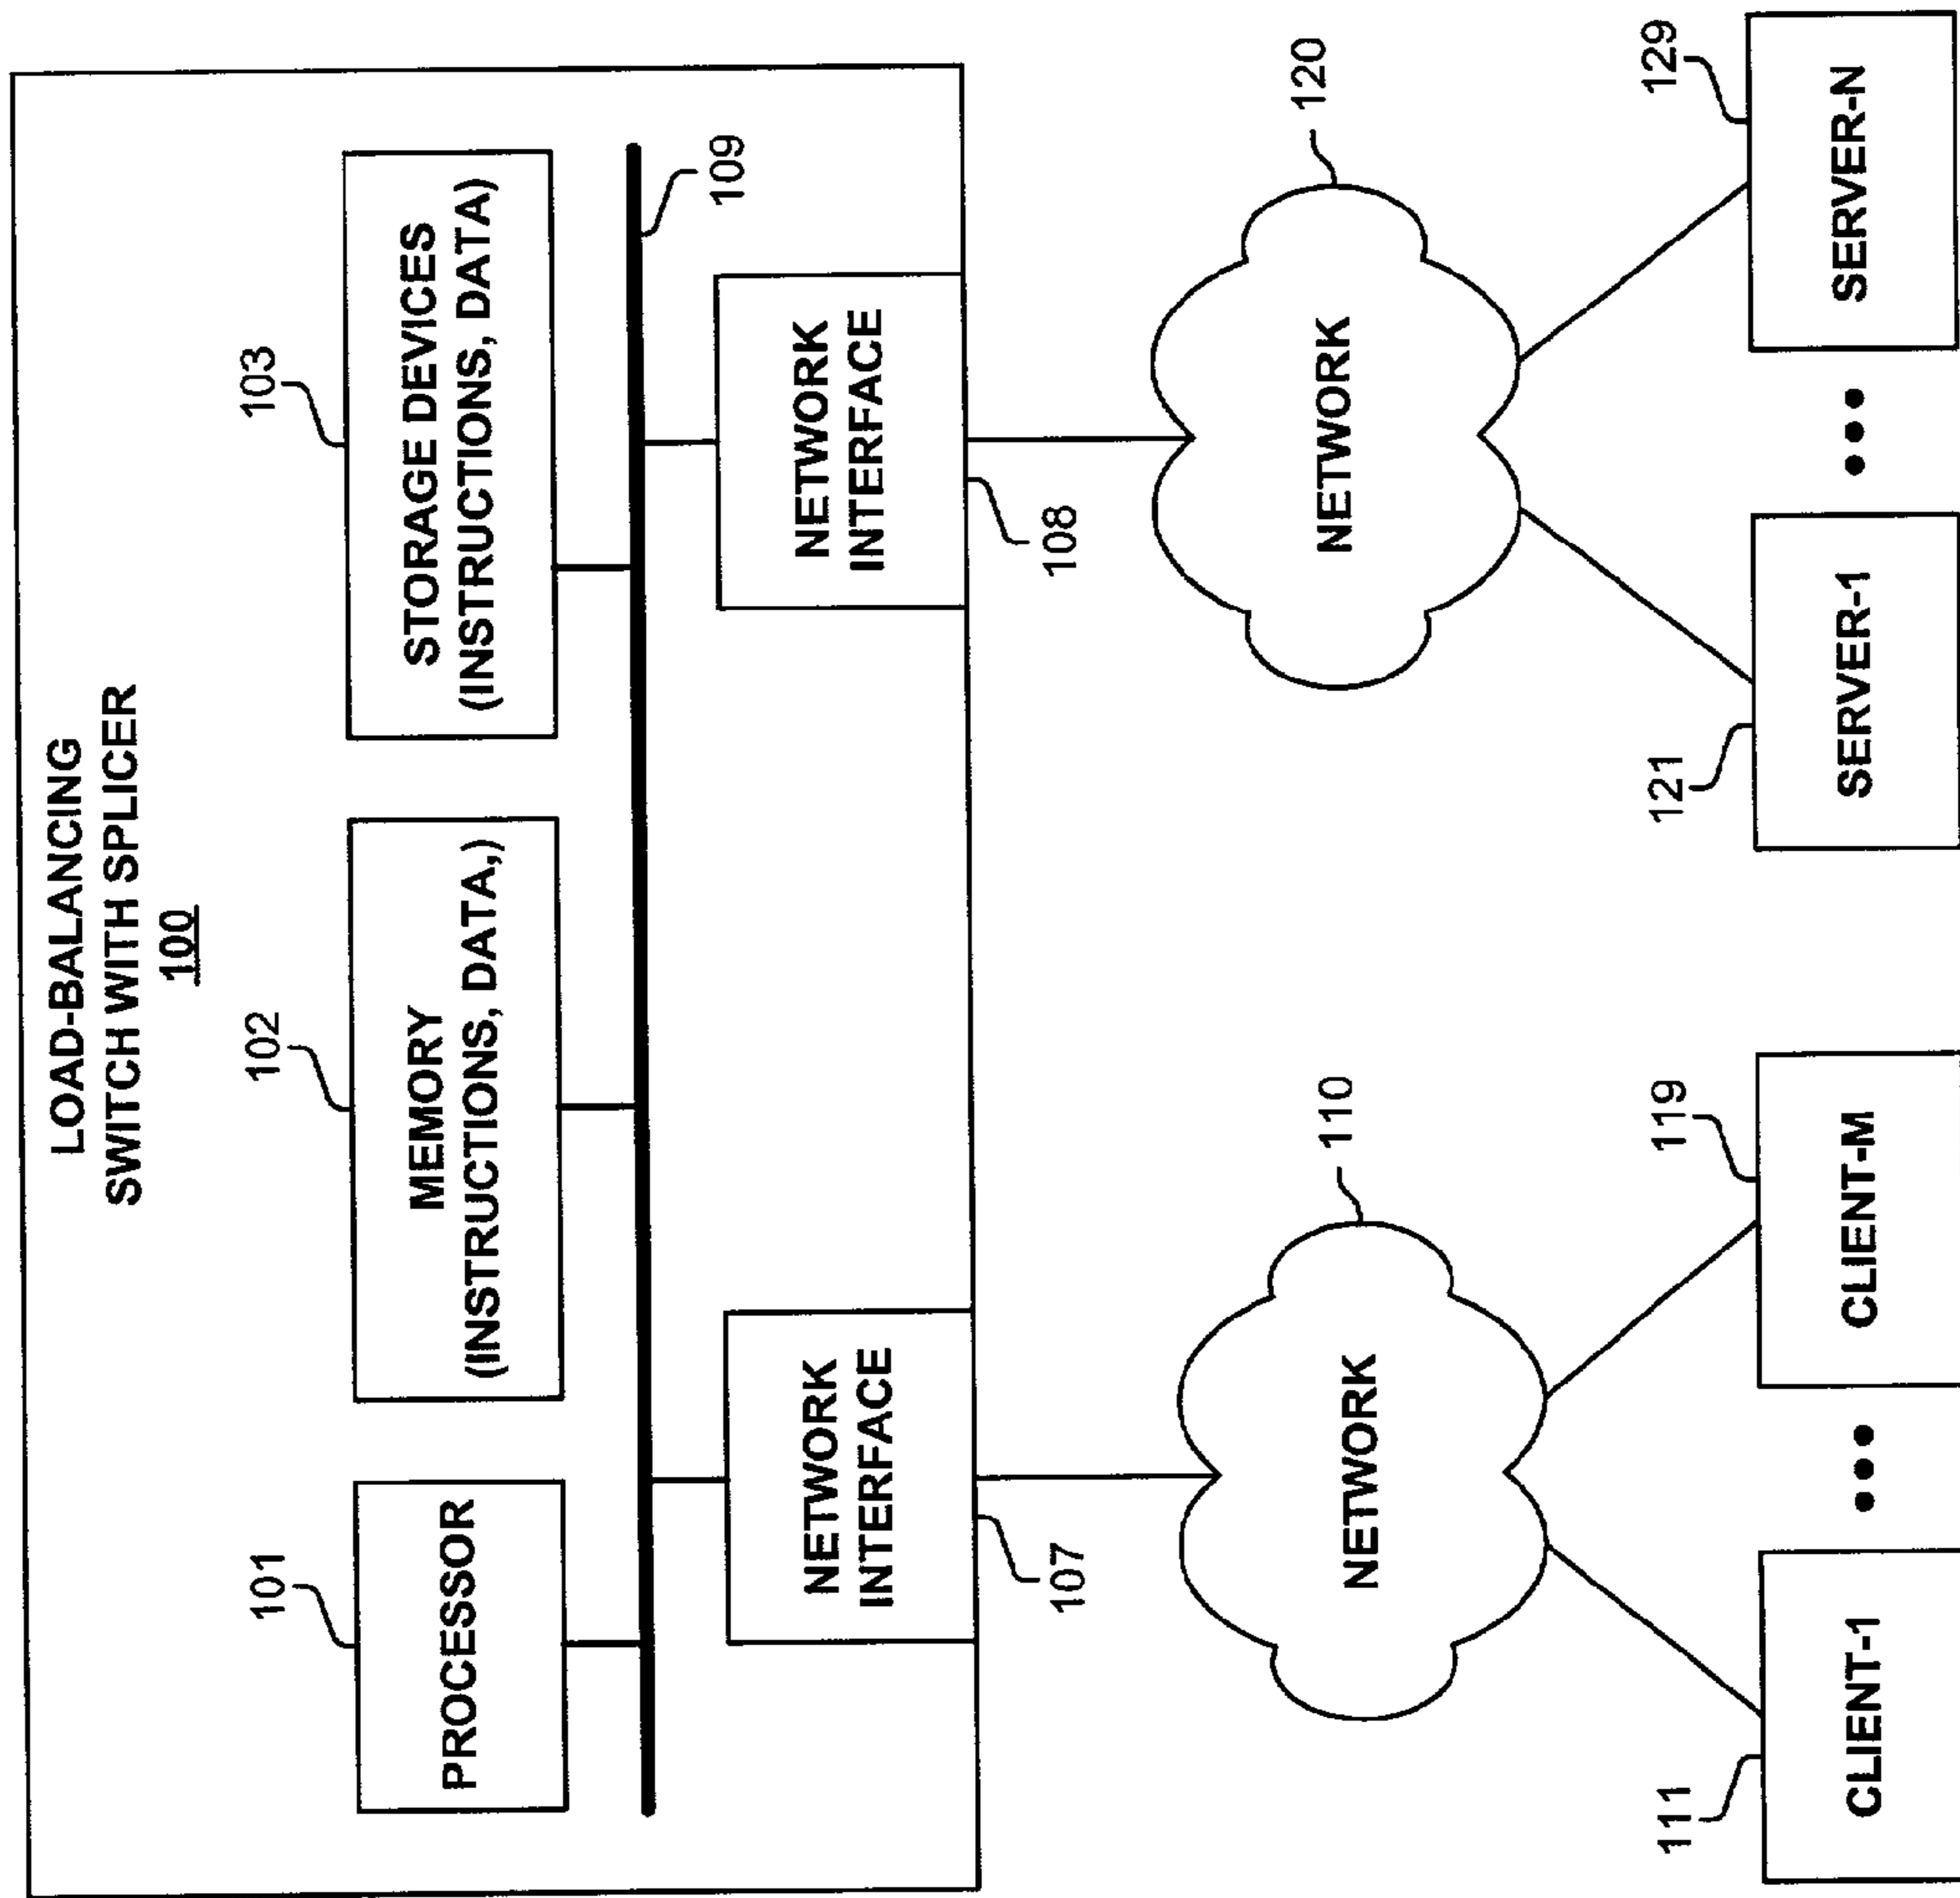 LOAD-BALANCING
SWITCH WITH SPLICER
100
101
102
103
PROCESSOR
MEMORY
(INSTRUCTIONS, DATA,)
STORAGE DEVICES
(INSTRUCTIONS, DATA)
109
NETWORK
INTERFACE
NETWORK
INTERFACE
107
108
110
120
NETWORK
NETWORK
111
119
121
129
CLIENT-1
•••
CLIENT-M
SERVER-1
•••
SERVER-N